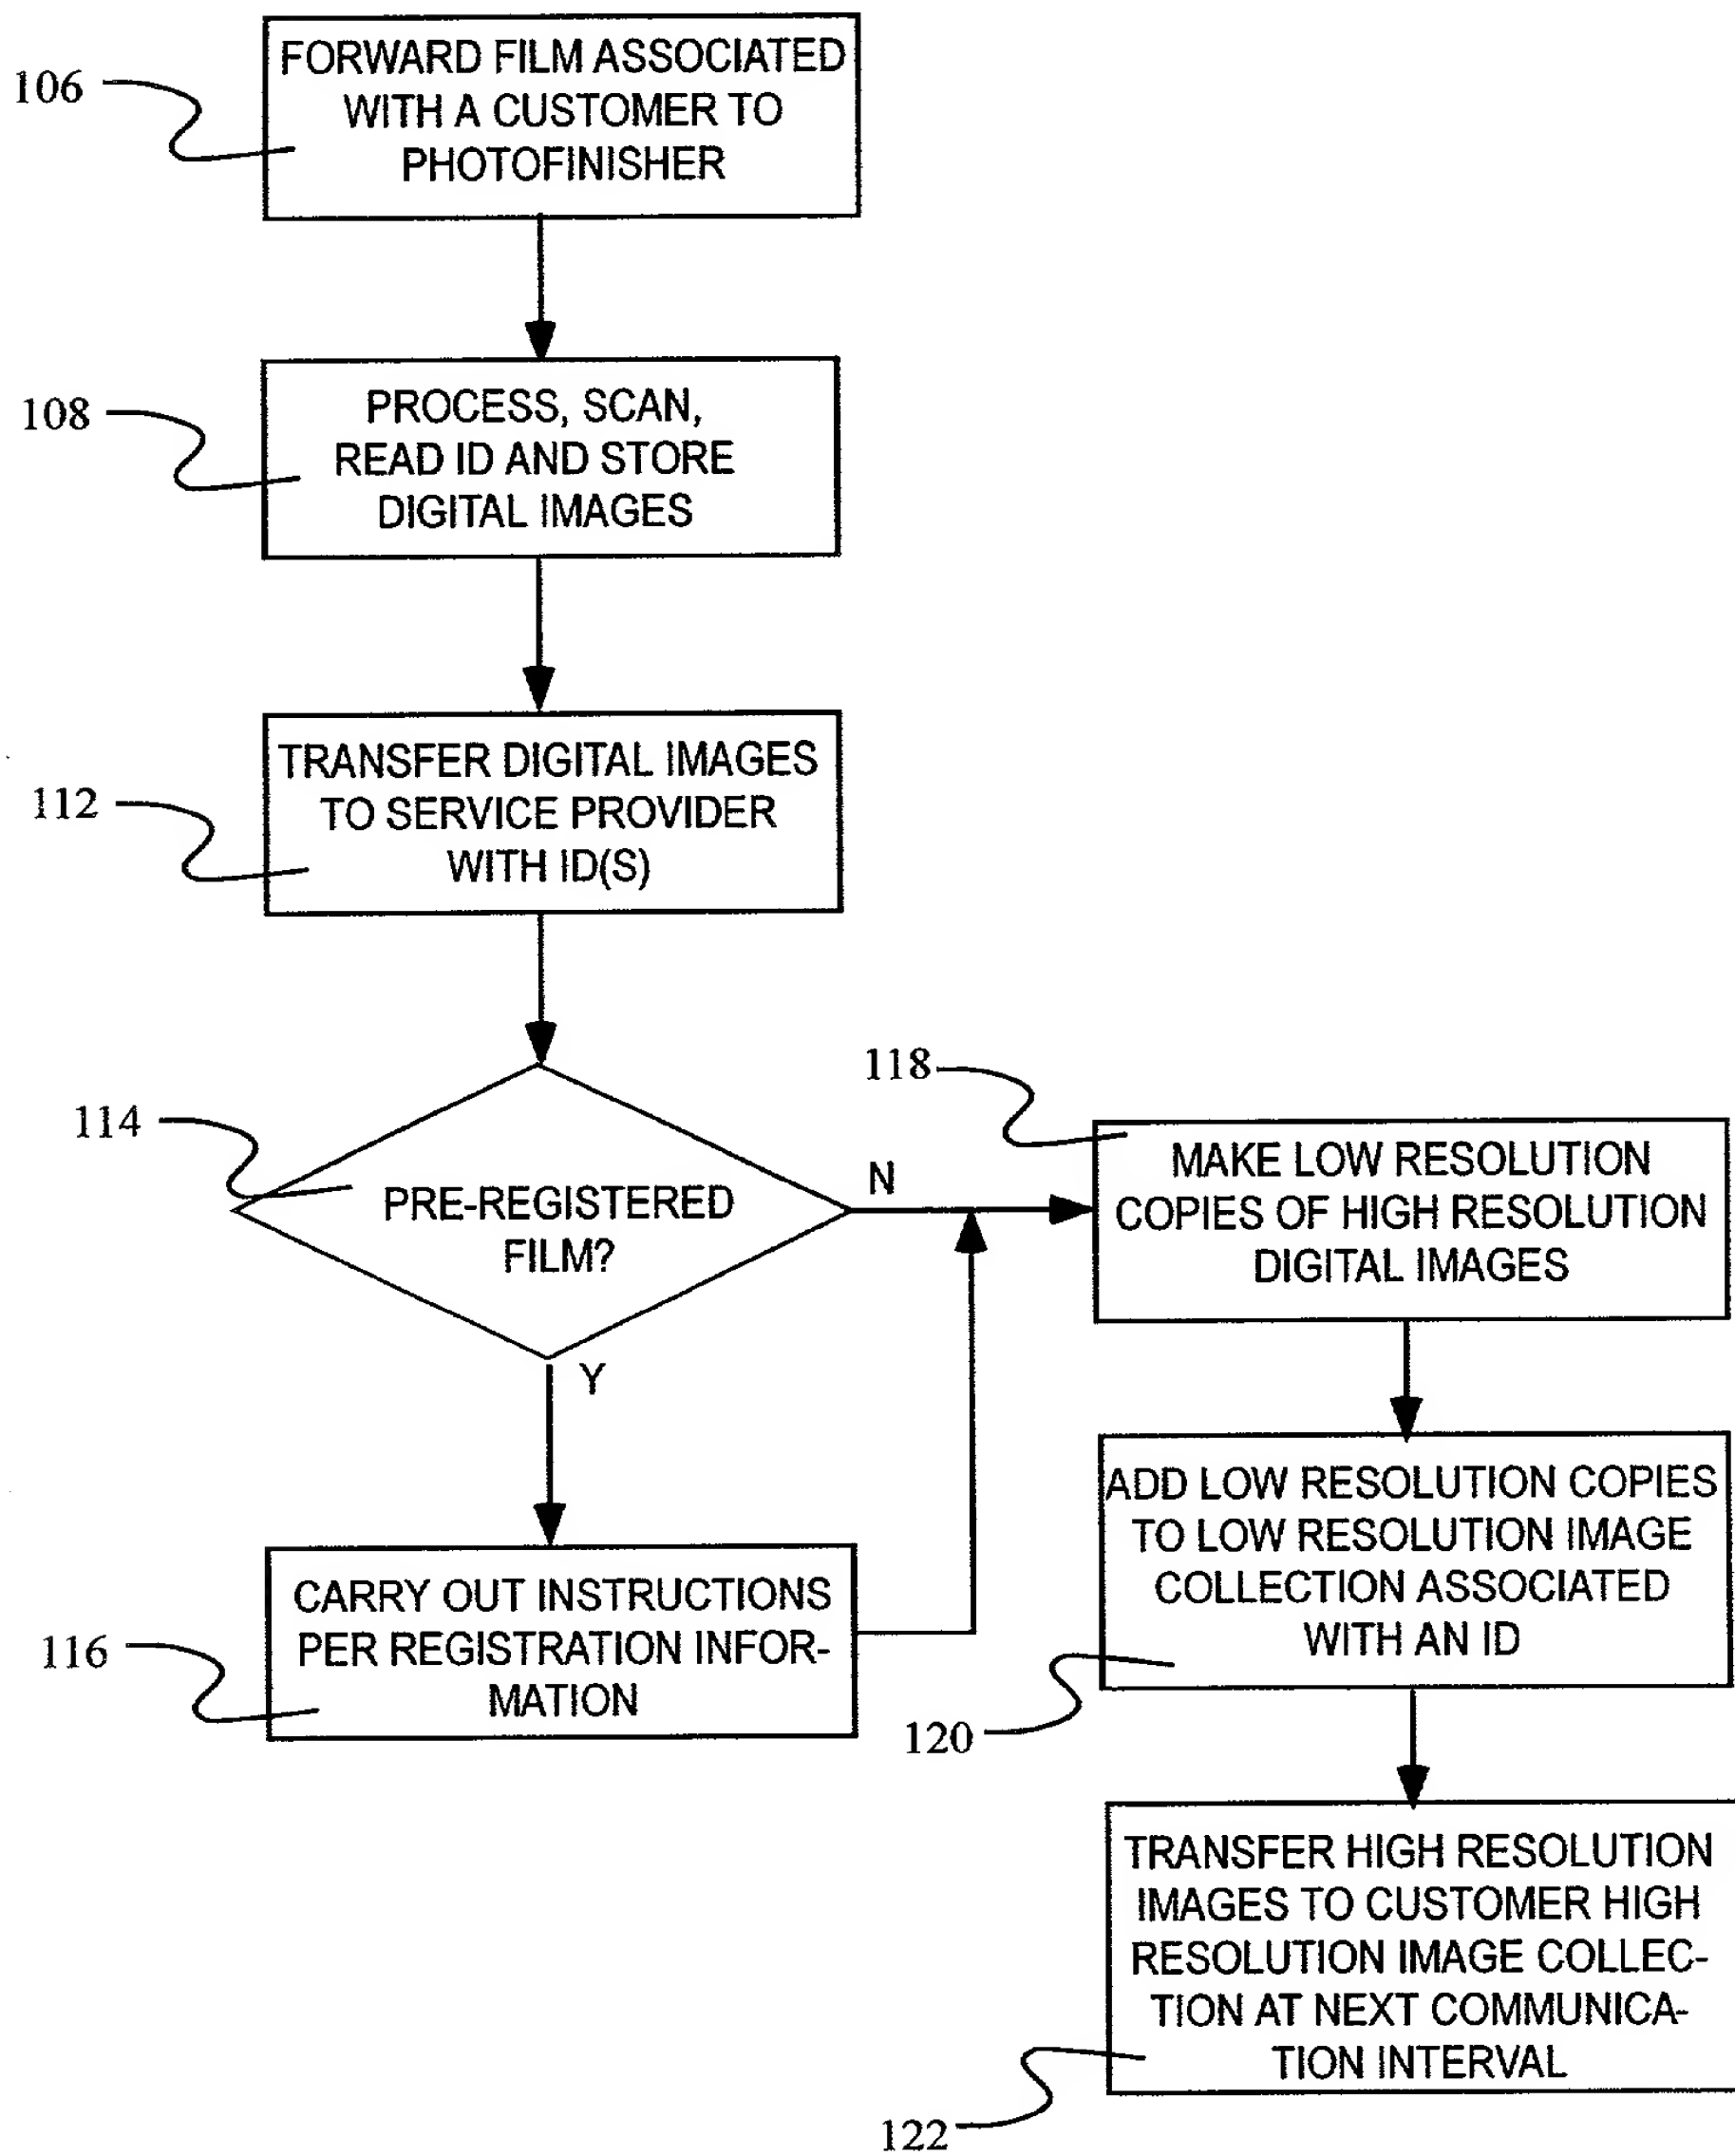 106
FORWARD FILM ASSOCIATED
WITH A CUSTOMER TO
PHOTOFINISHER
108
PROCESS, SCAN,
READ ID AND STORE
DIGITAL IMAGES
112
TRANSFER DIGITAL IMAGES
TO SERVICE PROVIDER
WITH ID(S)
114
PRE-REGISTERED
FILM?
N
Y
116
CARRY OUT INSTRUCTIONS
PER REGISTRATION INFOR-
MATION
118
MAKE LOW RESOLUTION
COPIES OF HIGH RESOLUTION
DIGITAL IMAGES
120
ADD LOW RESOLUTION COPIES
TO LOW RESOLUTION IMAGE
COLLECTION ASSOCIATED
WITH AN ID
122
TRANSFER HIGH RESOLUTION
IMAGES TO CUSTOMER HIGH
RESOLUTION IMAGE COLLEC-
TION AT NEXT COMMUNICA-
TION INTERVAL